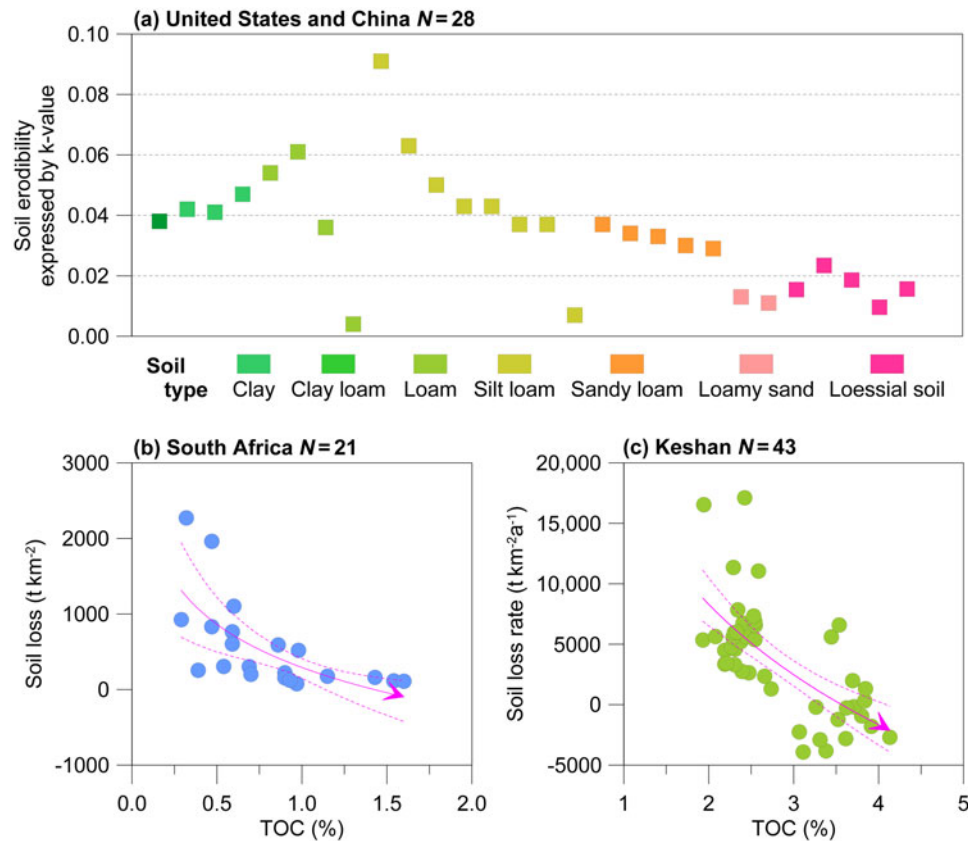 (a) United States and China N = 28
Soil erodibility
expressed by k-value
0.10
0.08
0.06
0.04
0.02
0.00
Soil
type
Clay
Clay loam
Loam
Silt loam
Sandy loam
Loamy sand
Loessial soil
(b) South Africa N = 21
Soil loss (t km⁻²)
3000
2000
1000
0
-1000
0.0
0.5
1.0
1.5
2.0
TOC (%)
(c) Keshan N = 43
Soil loss rate (t km⁻²a⁻¹)
20,000
15,000
10,000
5000
0
-5000
1
2
3
4
5
TOC (%)